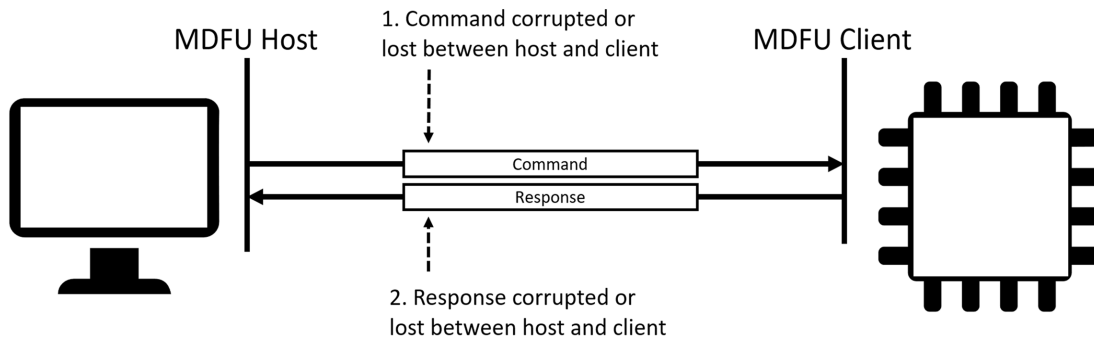 1. Command corrupted or
lost between host and client
MDFU Host
MDFU Client
Command
Response
2. Response corrupted or
lost between host and client